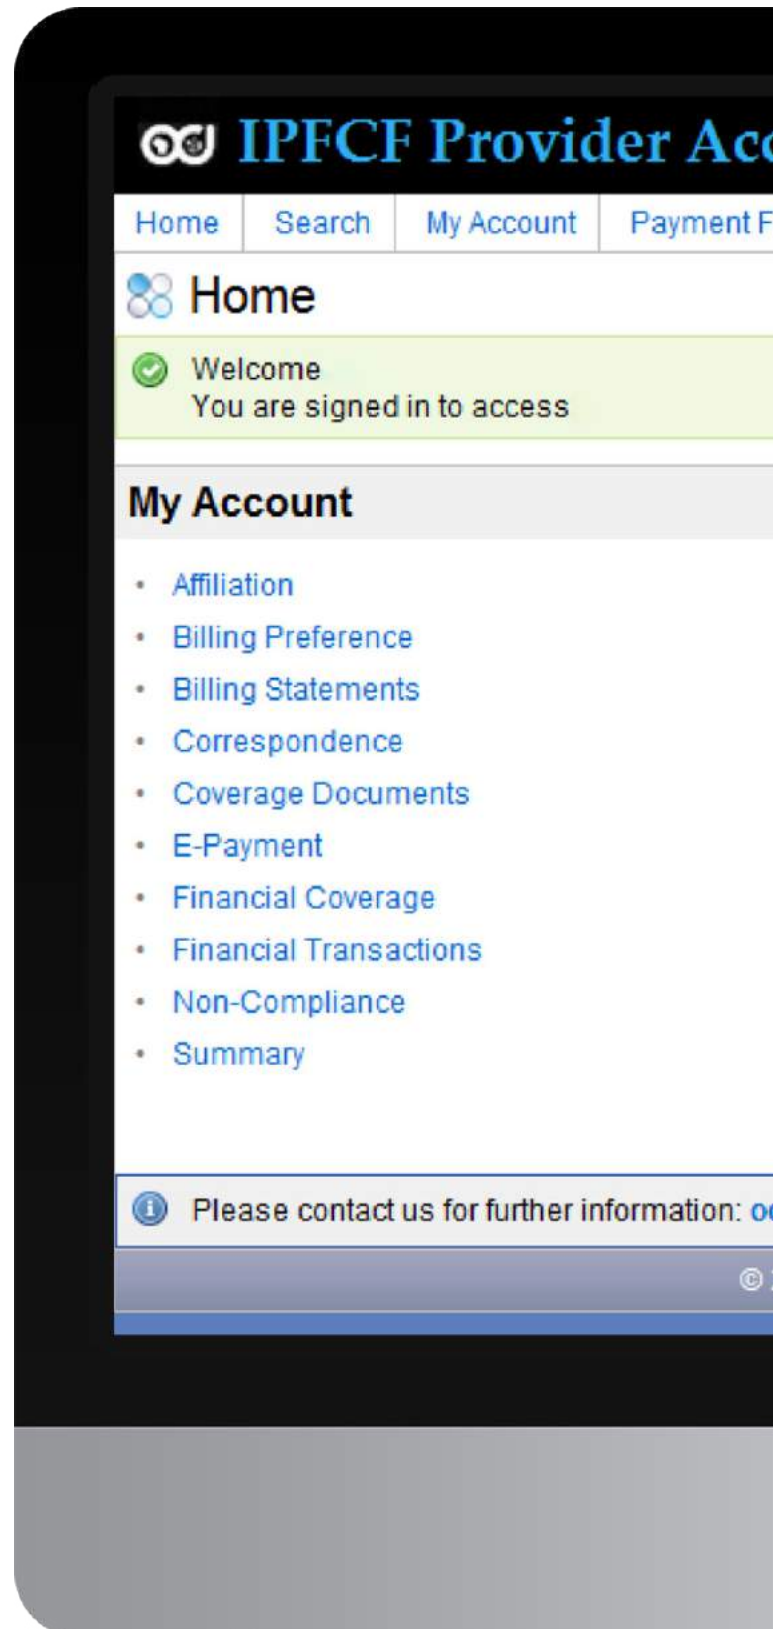 IPFCF Provider
Home Search My Account Payment
Home
Welcome
You are signed in to access
My Account
• Affiliation
• Billing Preference
• Billing Statements
• Correspondence
• Coverage Documents
• E-Payment
• Financial Coverage
• Financial Transactions
• Non-Compliance
• Summary
Please contact us for further information:
©